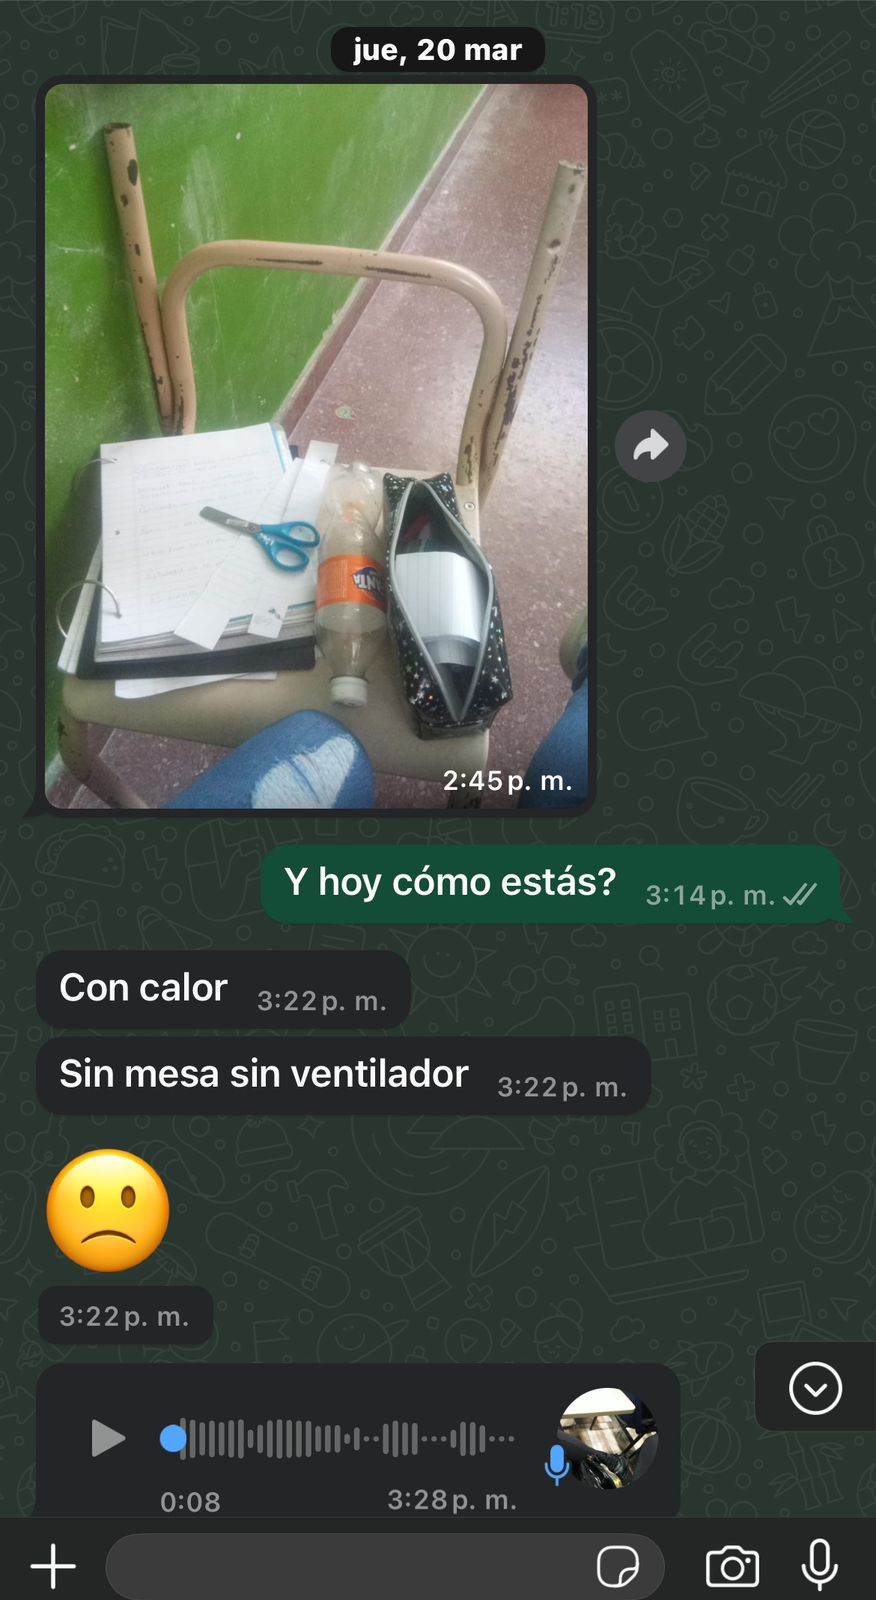 jue, 20 mar
2:45 p. m.
Y hoy cómo estás? 3:14 p. m.
Con calor 3:22 p. m.
Sin mesa sin ventilador 3:22 p. m.
3:22 p. m.
0:08 3:28 p. m.